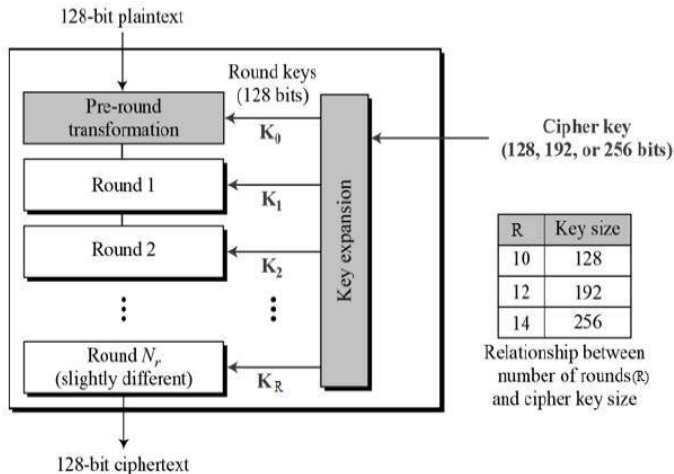 128-bit plaintext
Round keys
(128 bits)
Pre-round
transformation
K0
Cipher key
(128, 192, or 256 bits)
Round 1
K1
Key expansion
Round 2
K2
R Key size
10 128
12 192
14 256
Round Nr
(slightly different)
KR
Relationship between
number of rounds(R)
and cipher key size
128-bit ciphertext